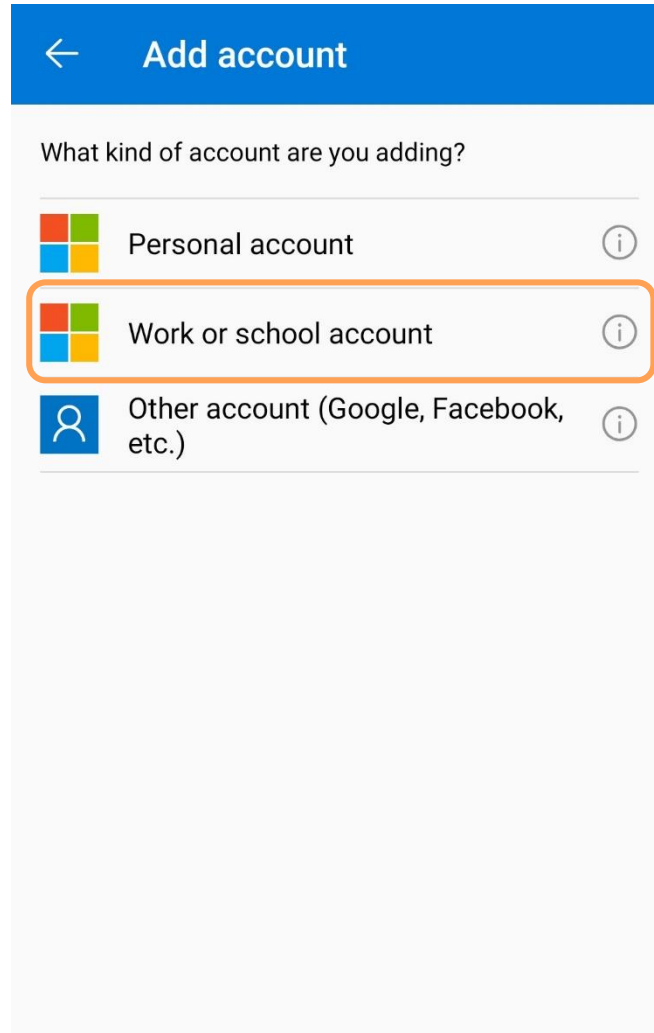 Add account
What kind of account are you adding?
Personal account
Work or school account
Other account (Google, Facebook,
etc.)